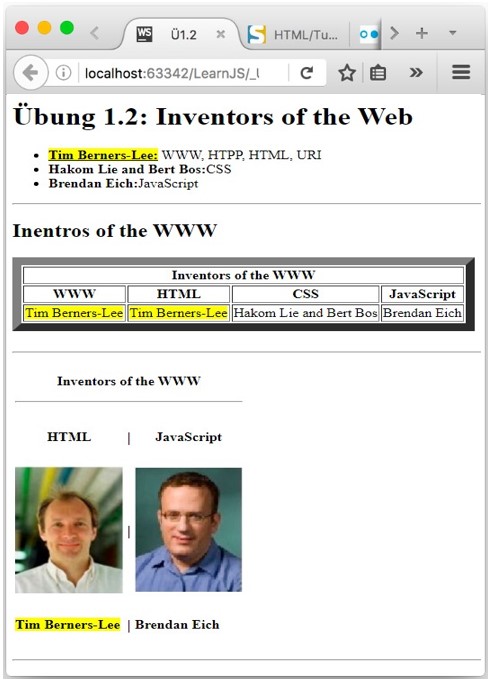 WS Ü1.2 × S HTML/Tu... > + 
localhost:63342/LearnJS/_
Übung 1.2: Inventors of the Web
• Tim Berners-Lee: WWW, HTPP, HTML, URI
• Hakom Lie and Bert Bos:CSS
• Brendan Eich:JavaScript
Inentros of the WWW
Inventors of the WWW
WWW HTML CSS JavaScript
Tim Berners-Lee Tim Berners-Lee Hakom Lie and Bert Bos Brendan Eich
Inventors of the WWW
HTML | JavaScript
|
Tim Berners-Lee | Brendan Eich